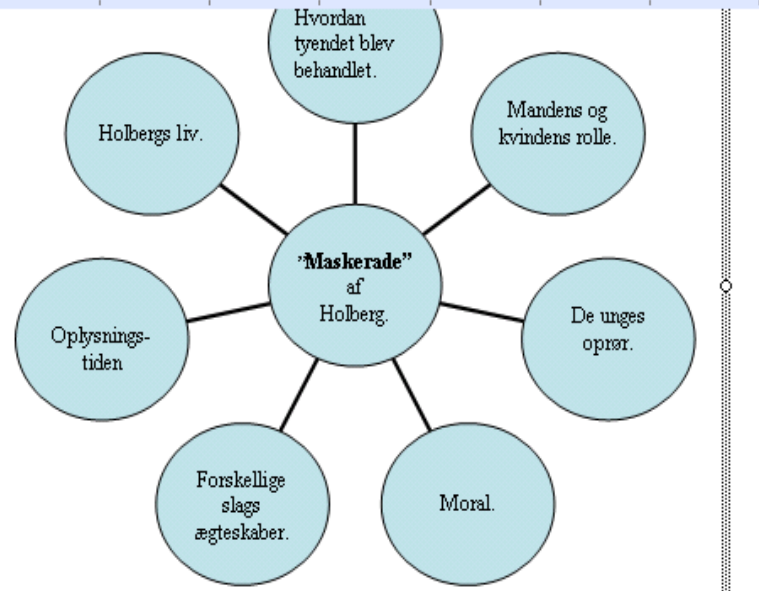 Hvordan
tyendet blev
behandlet.
Mandens og
kvindens rolle.
Holbergs liv.
"Maskerade"
af
Holberg.
De unges
oprør.
Oplysnings-
tiden
Forskellige
slags
ægteskaber.
Moral.